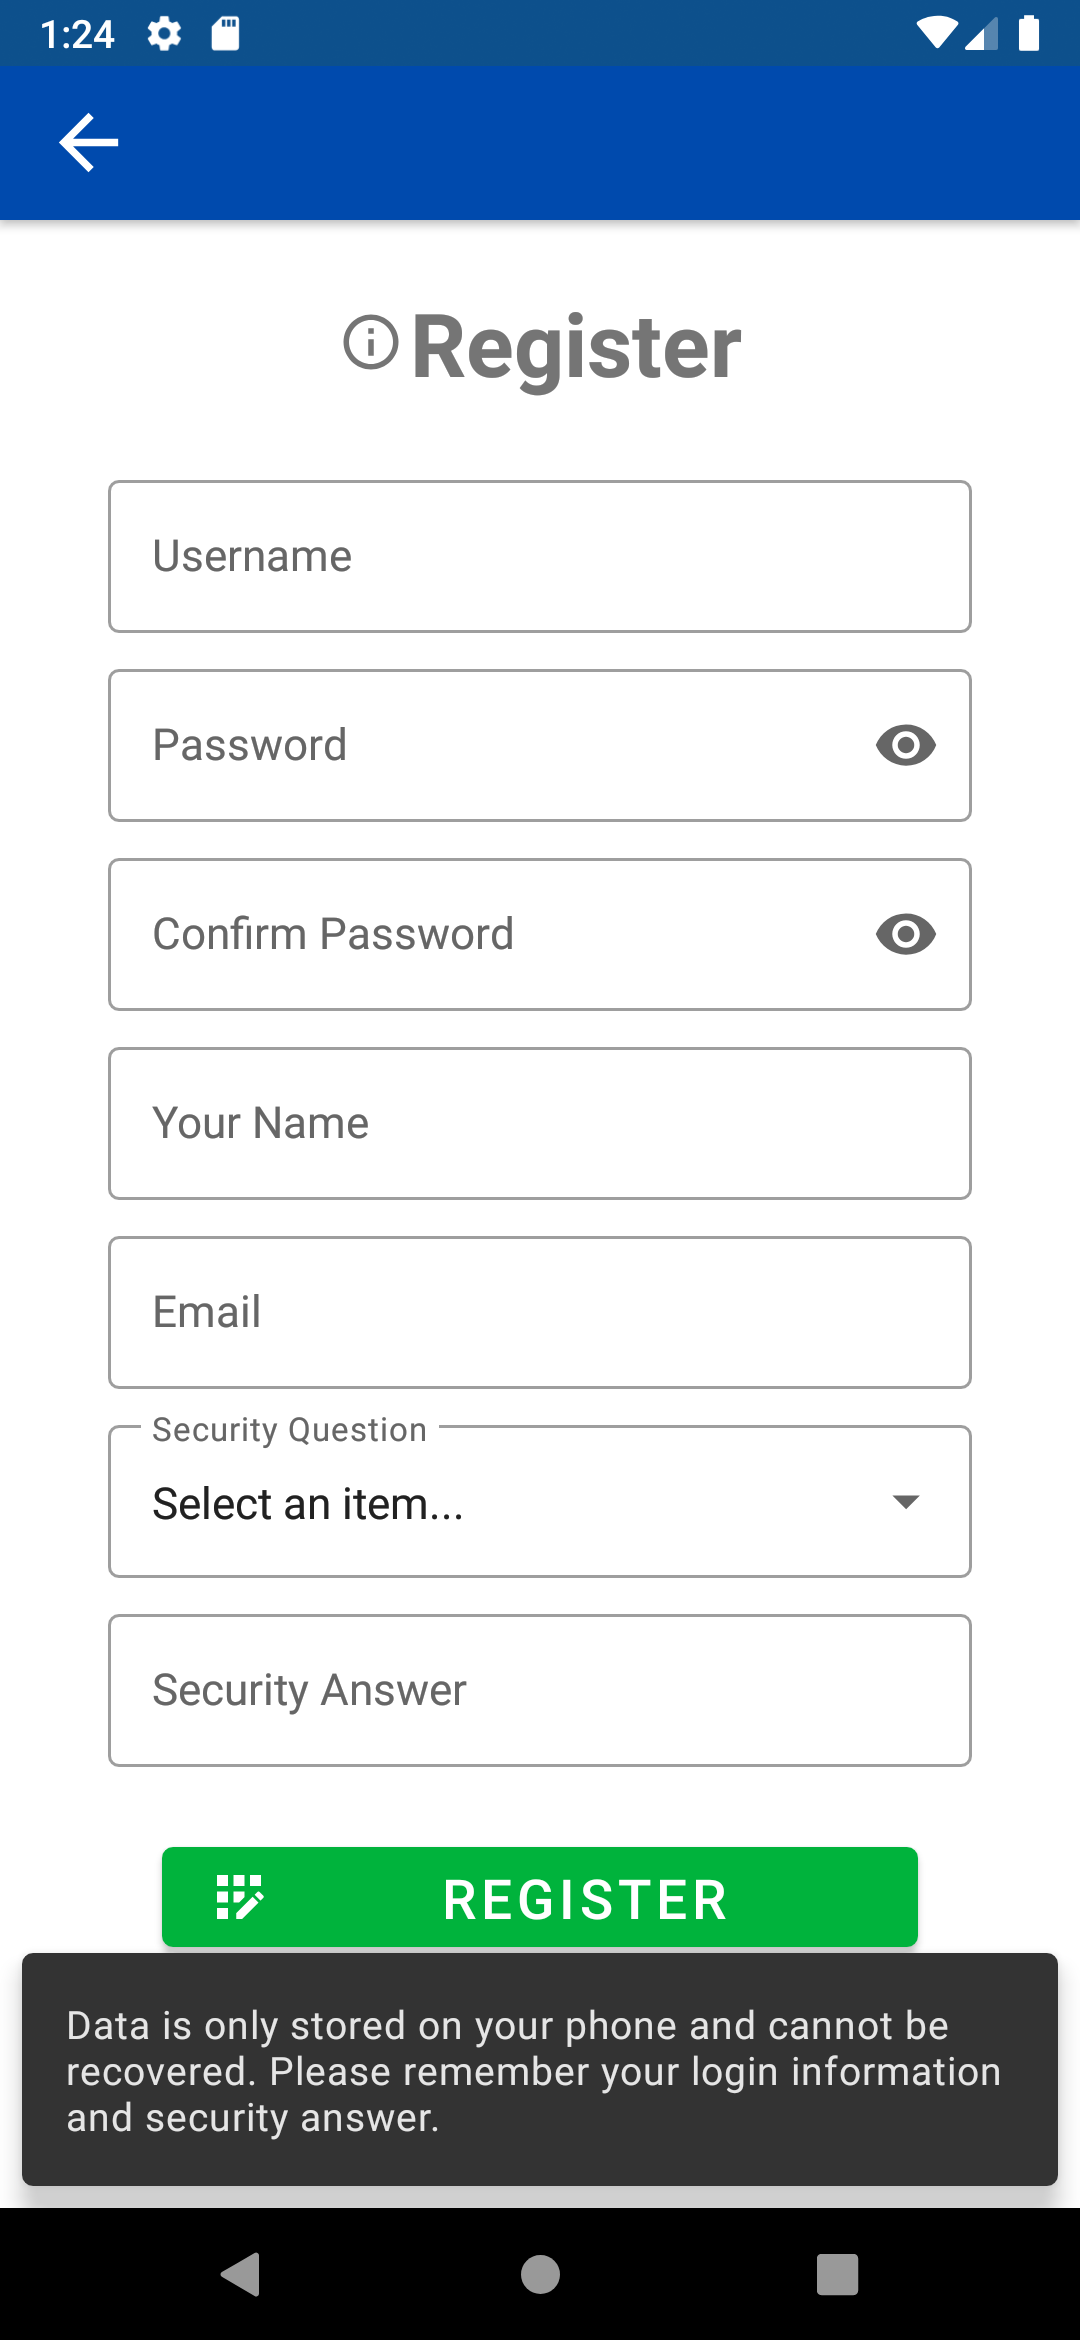 1:24
Register
Username
Password
Confirm Password
Your Name
Email
Security Question
Select an item...
Security Answer
REGISTER
Data is only stored on your phone and cannot be
recovered. Please remember your login information
and security answer.